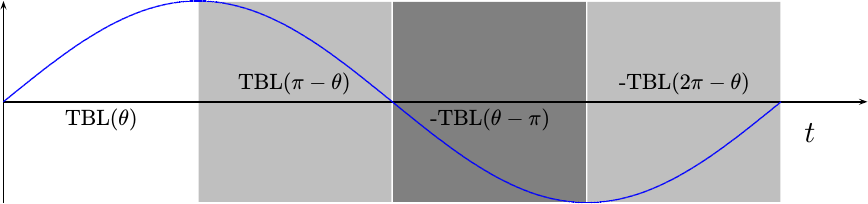 TBL(π − θ)
-TBL(2π − θ)
TBL(θ)
-TBL(θ − π)
t